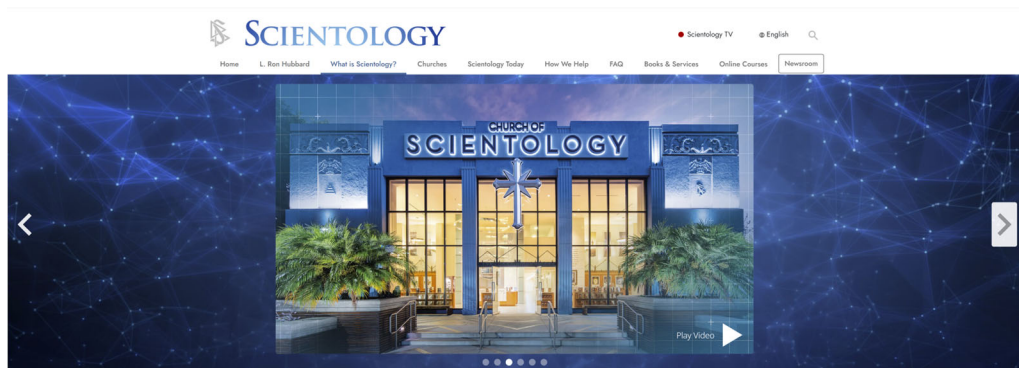 SCIENTOLOGY
Scientology TV
English
Home L. Ron Hubbard What is Scientology? Churches Scientology Today How We Help FAQ Books & Services Online Courses Newsroom
CHURCH OF
SCIENTOLOGY
Play Video